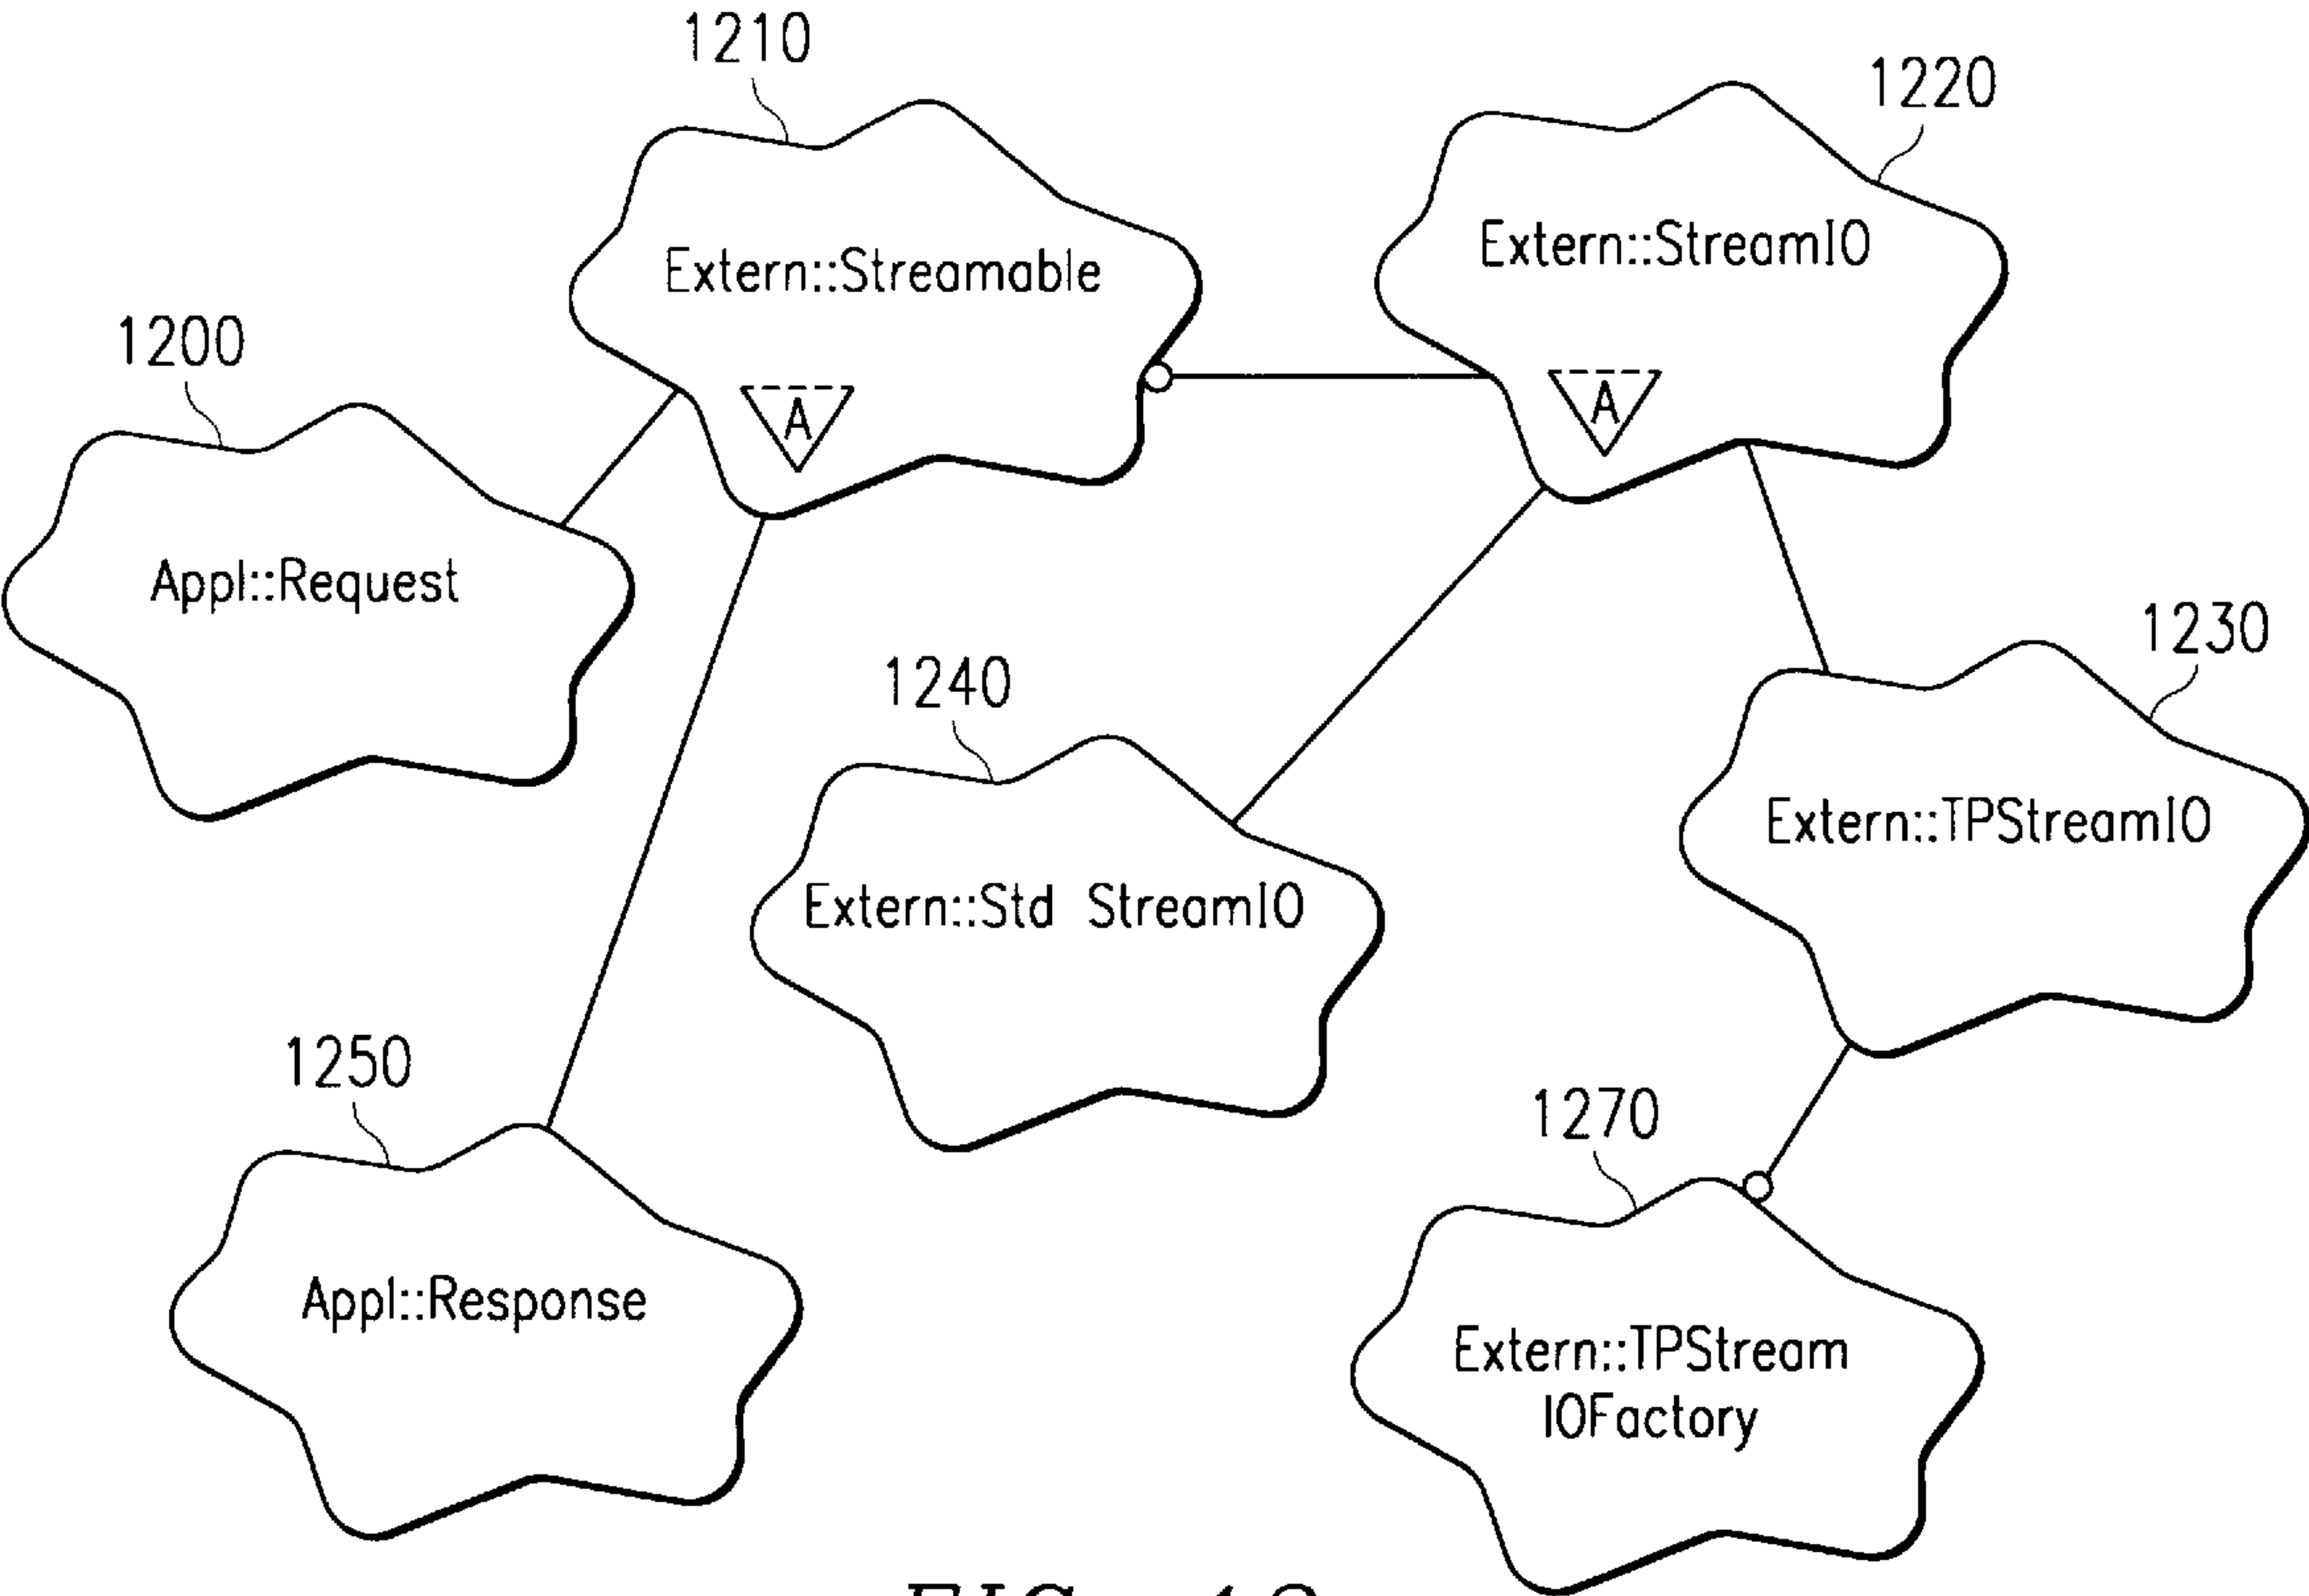 1210
1220
Extern::Streamable
Extern::StreamIO
A
A
1200
Appl::Request
1230
1240
Extern::TPStreamIO
Extern::Std StreamIO
1250
1270
Appl::Response
Extern::TPStream
IOFactory